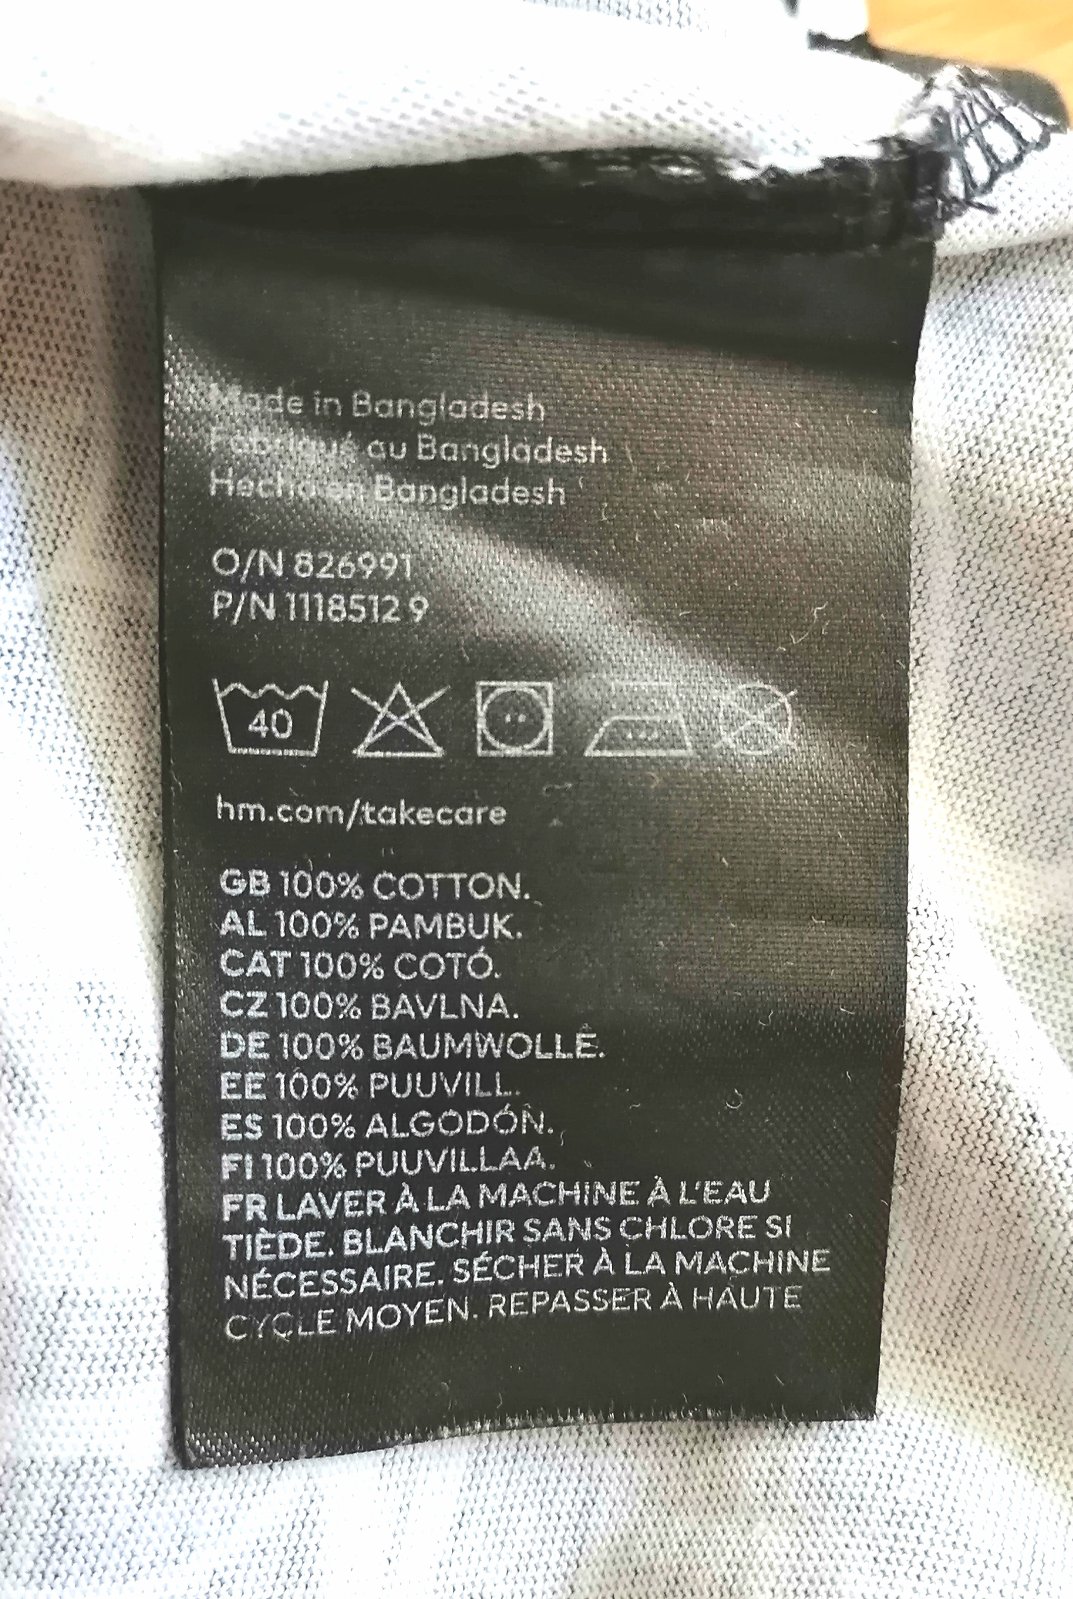 Made in Bangladesh
Fabriqué au Bangladesh
Hecho en Bangladesh
O/N 826991
P/N 1118512 9
40
hm.com/takecare
GB 100% COTTON.
AL 100% PAMBUK.
CAT 100% COTÓ.
CZ 100% BAVLNA.
DE 100% BAUMWOLLE.
EE 100% PUUVILL.
ES 100% ALGODÓN.
FI 100% PUUVILLAA.
FR LAVER À LA MACHINE À L'EAU
TIÈDE. BLANCHIR SANS CHLORE SI
NÉCESSAIRE. SÉCHER À LA MACHINE
CYCLE MOYEN. REPASSER À HAUTE